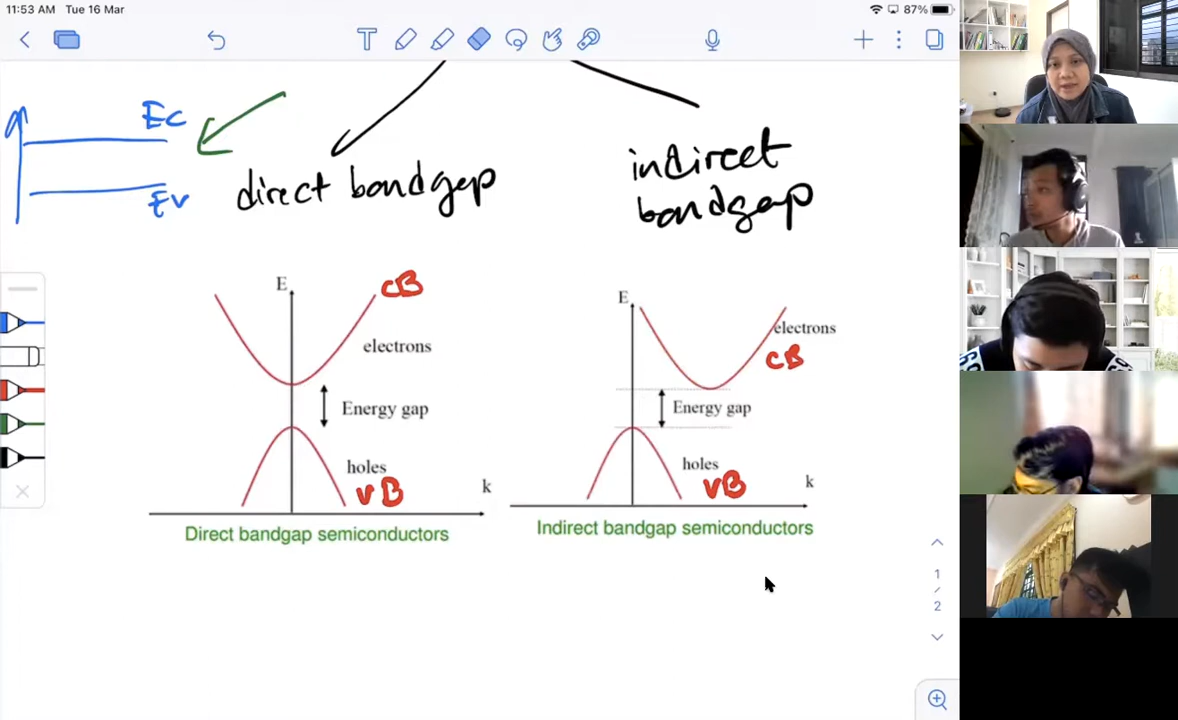 11:53 AM Tue 16 Mar
87%
Ec
Ev
direct bandgap
indirect
bandgap
E
CB
electrons
Energy gap
holes
VB
k
Direct bandgap semiconductors
E
electrons
CB
Energy gap
holes
VB
k
Indirect bandgap semiconductors
1
/
2